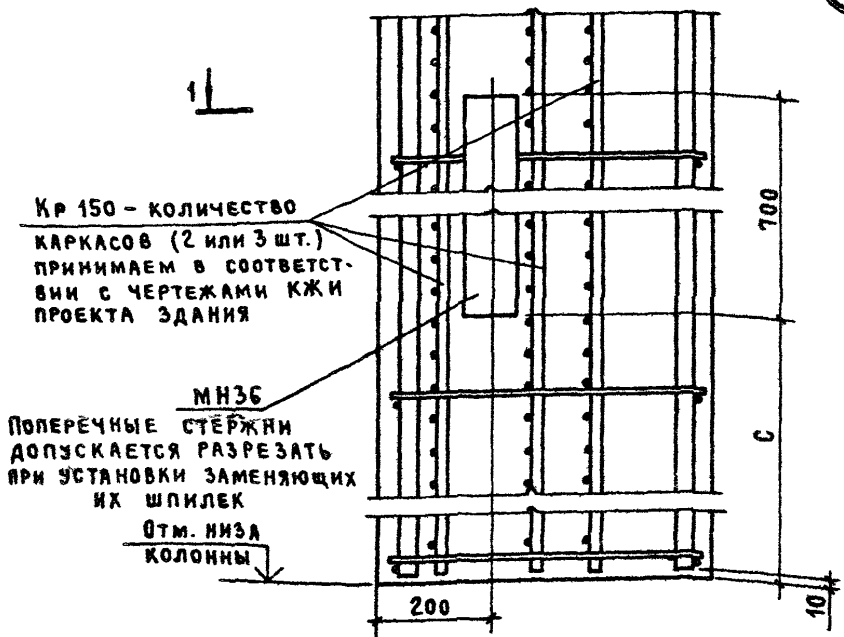 1
Кр 150 - количество
каркасов (2 или 3 шт.)
принимаем в соответст-
вии с чертежами КЖИ
проекта здания
700
МН36
Поперечные стержни
допускается разрезать
при установки заменяющих
их шпилек
Отм. низа
колонны
С
200
10